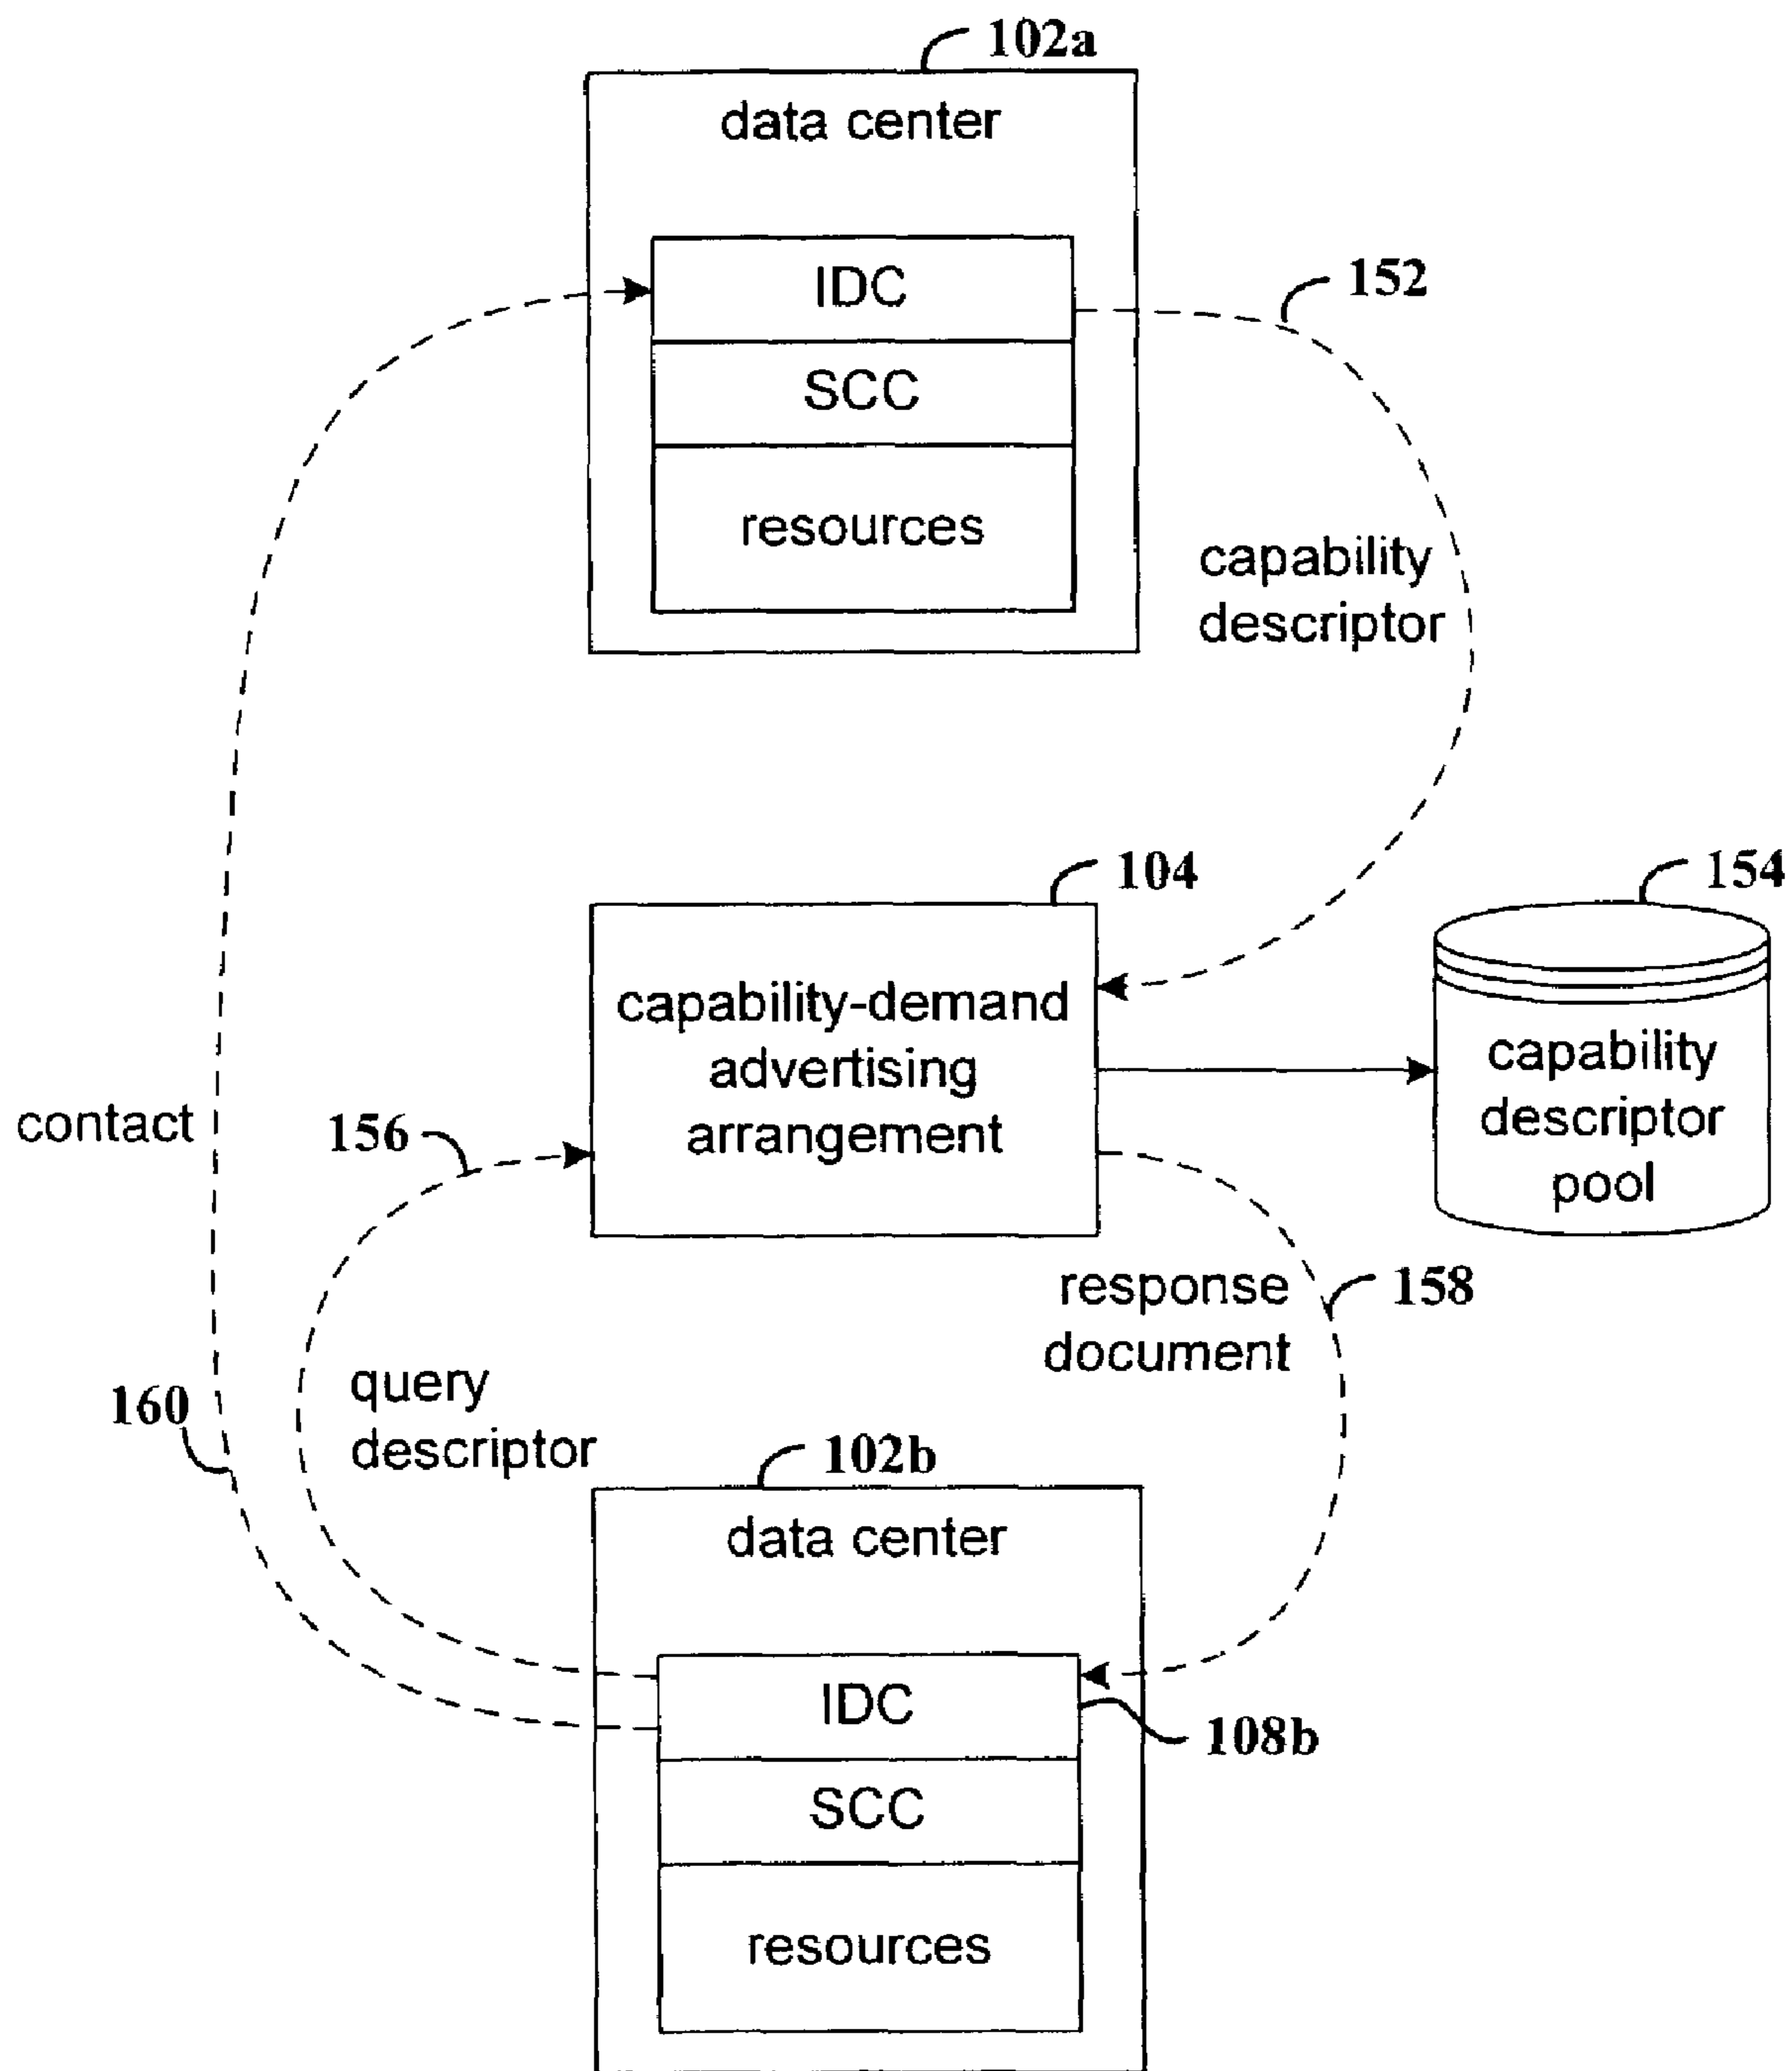 102a
data center
IDC
152
SCC
resources
capability
descriptor
104
154
capability-demand
advertising
arrangement
capability
descriptor
pool
contact
156
response
document
158
query
descriptor
160
102b
data center
IDC
108b
SCC
resources